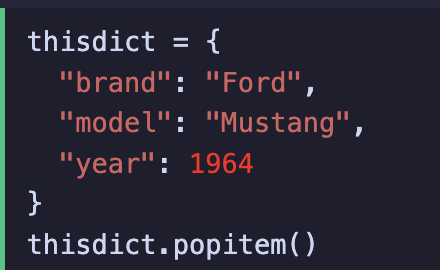 thisdict = {
  "brand": "Ford",
  "model": "Mustang",
  "year": 1964
}
thisdict.popitem()